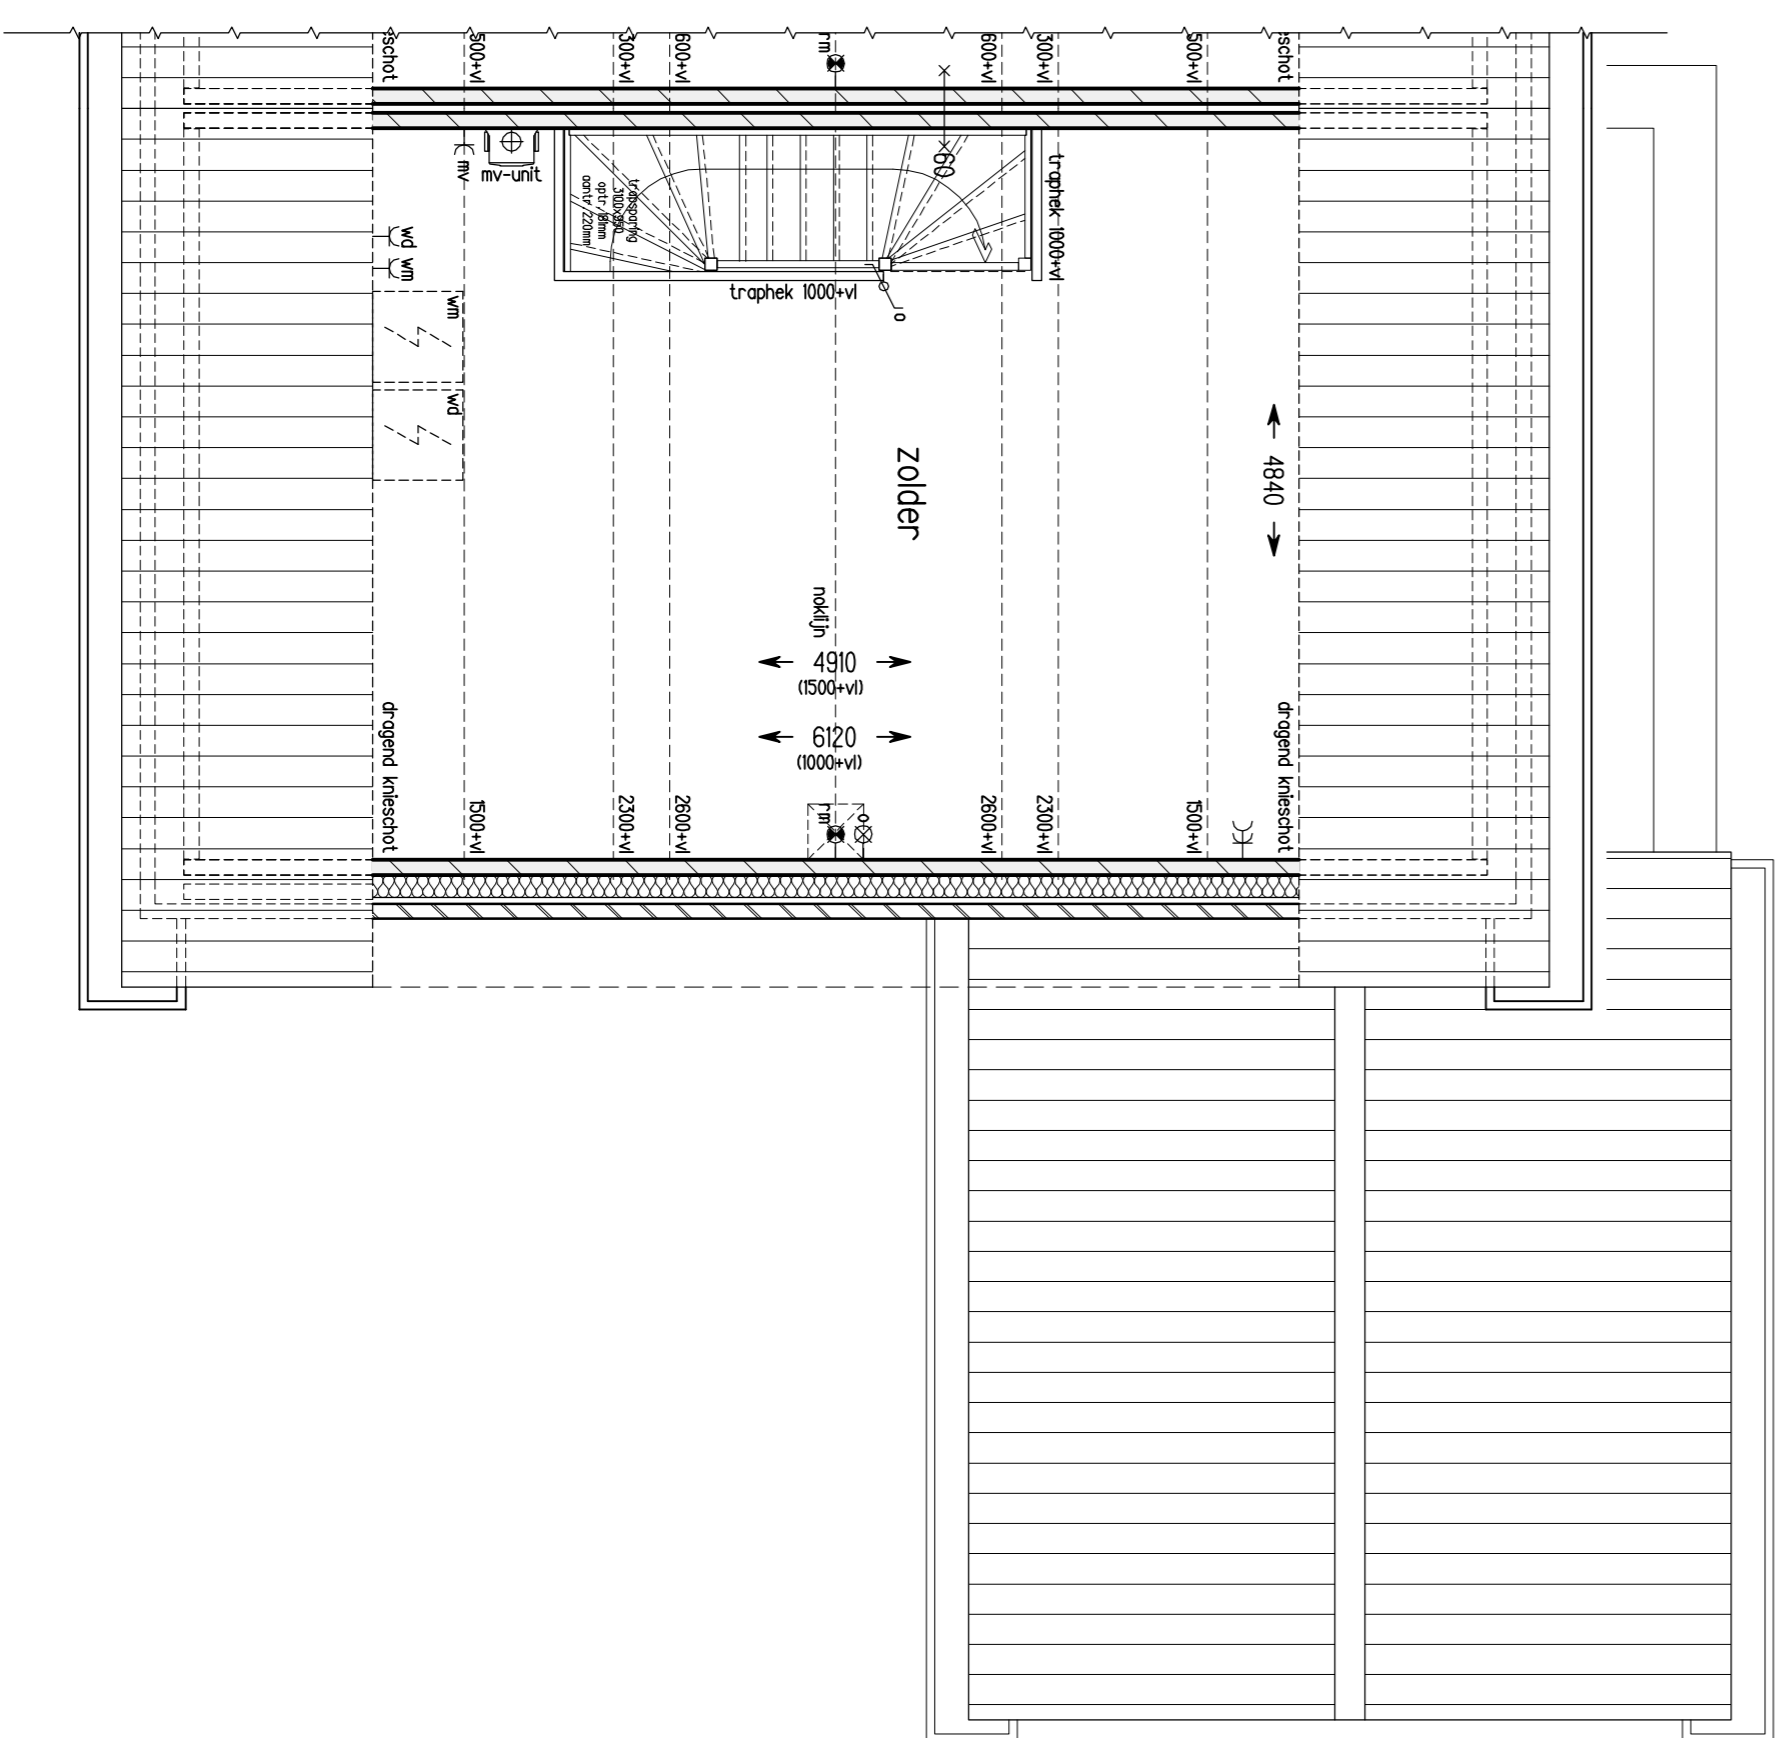 500+vl
300+vl
600+vl
rm
600+vl
300+vl
500+vl
mv
mv-unit
60
traphek 1000+vl
trapsparing
optr. 181mm
aantr. 220mm
wd
wm
traphek 1000+vl
o
wm
wd
zolder
4840
noklijn
4910
(1500+vl)
6120
(1000+vl)
dragend knieschot
1500+vl
2300+vl
2600+vl
rm
o
2600+vl
2300+vl
1500+vl
dragend knieschot